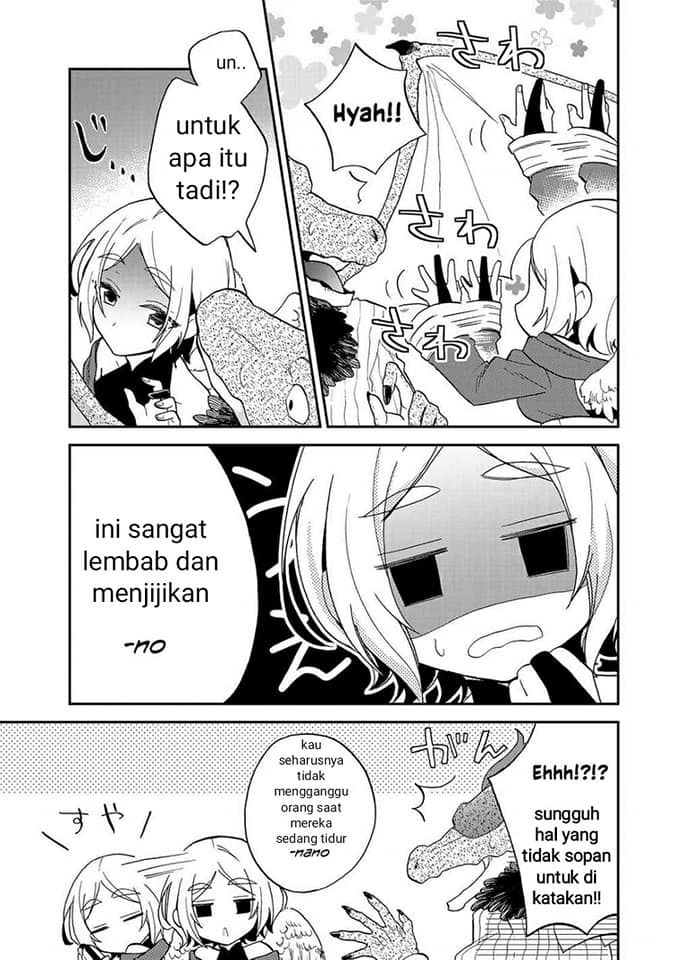 さわ
Hyah!!
さわ
さわ
un..
untuk
apa itu
tadi!?
じ...
ini sangat
lembab dan
menjijikan
-no
がん
Ehhh!?!?
sungguh
hal yang
tidak sopan
untuk di
katakan!!
kau
seharusnya
tidak
mengganggu
orang saat
mereka
sedang tidur
-nano
すやっ